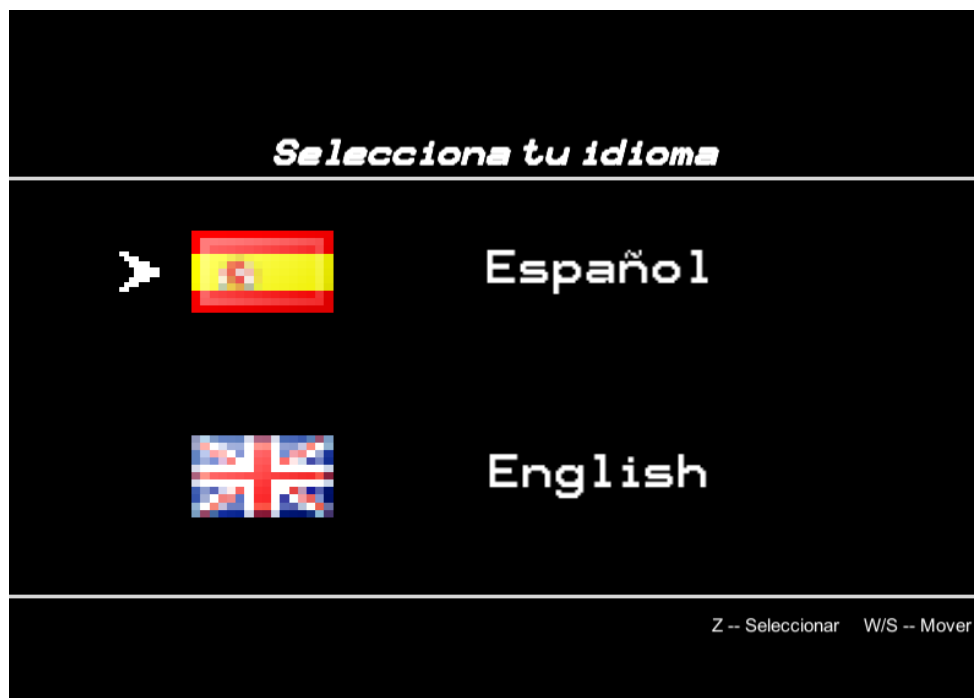 Selecciona tu idioma
Español
English
Z -- Seleccionar W/S -- Mover